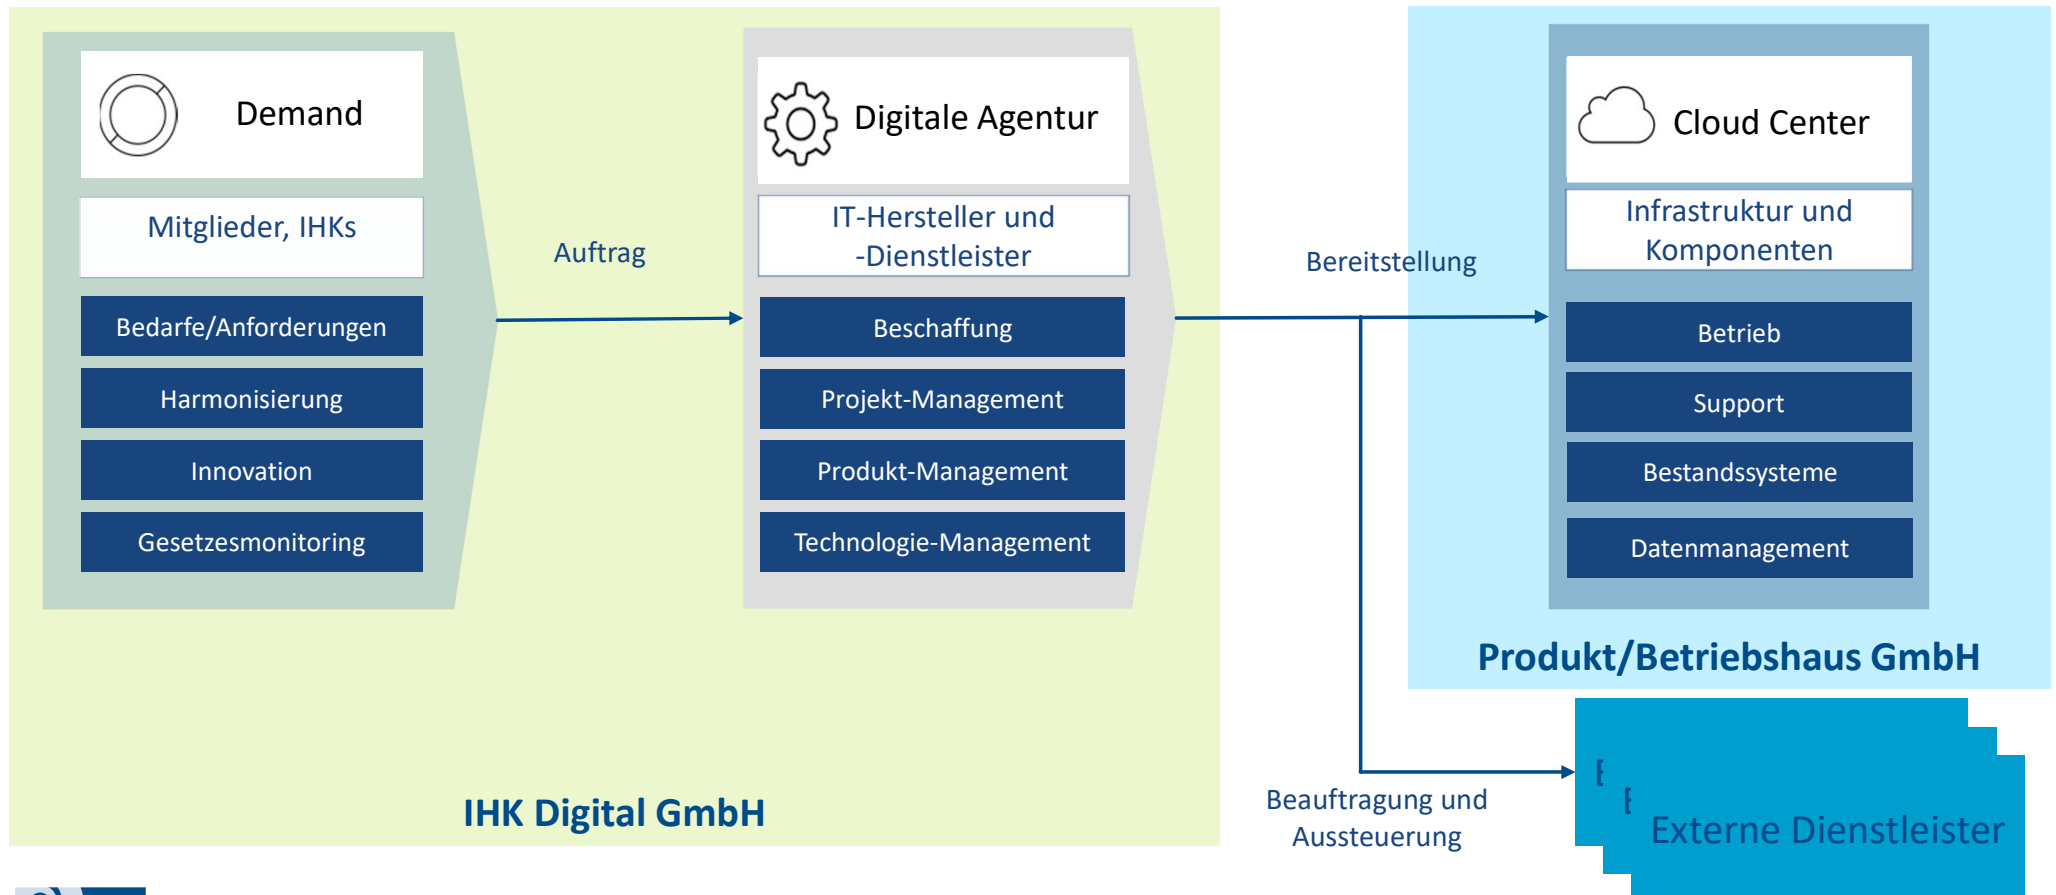 Demand
Mitglieder, IHKs
Bedarfe/Anforderungen
Harmonisierung
Innovation
Gesetzesmonitoring
Auftrag
Digitale Agentur
IT-Hersteller und
-Dienstleister
Beschaffung
Projekt-Management
Produkt-Management
Technologie-Management
IHK Digital GmbH
Bereitstellung
Cloud Center
Infrastruktur und
Komponenten
Betrieb
Support
Bestandssysteme
Datenmanagement
Produkt/Betriebshaus GmbH
Beauftragung und
Aussteuerung
Externe Dienstleister